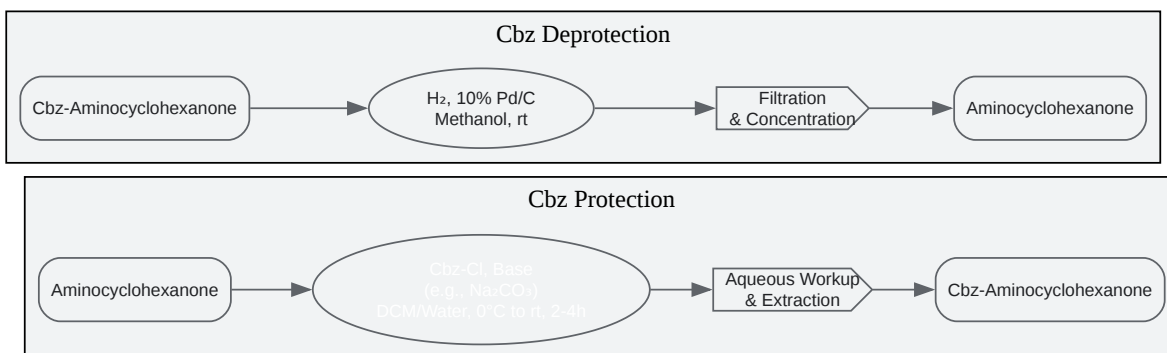 Cbz Deprotection
Cbz-Aminocyclohexanone
H₂, 10% Pd/C
Methanol, rt
Filtration
& Concentration
Aminocyclohexanone
Cbz Protection
Aminocyclohexanone
Cbz-Cl, Base
(e.g., Na₂CO₃)
DCM/Water, 0°C to rt, 2-4h
Aqueous Workup
& Extraction
Cbz-Aminocyclohexanone